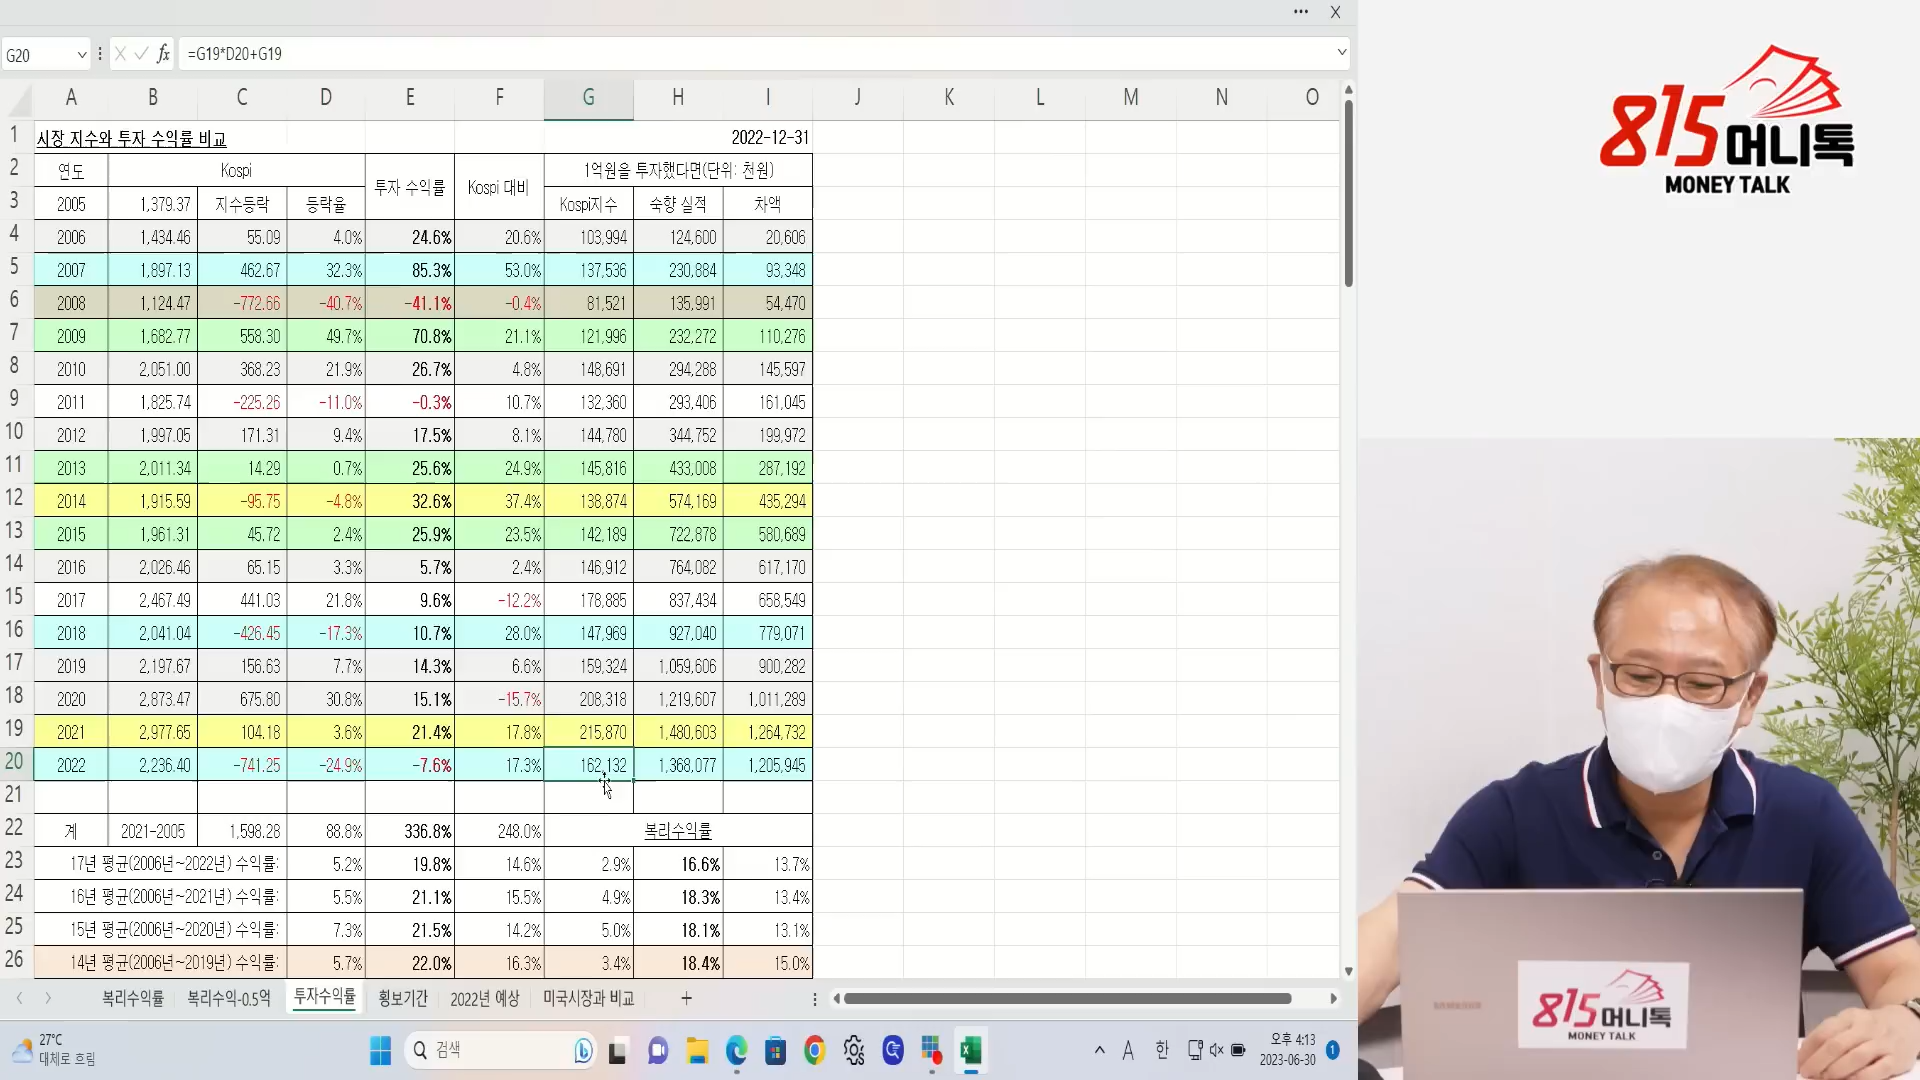 G20
fx
=G19*D20+G19
A B C D E F G H I J K L M N O
1 시장 지수와 투자 수익률 비교 2022-12-31
2 연도 Kospi 투자 수익률 Kospi 대비 1억원을 투자했다면(단위: 천원)
3 2005 1,379.37 지수등락 등락율 Kospi지수 숙향 실적 차액
4 2006 1,434.46 55.09 4.0% 24.6% 20.6% 103,994 124,600 20,606
5 2007 1,897.13 462.67 32.3% 85.3% 53.0% 137,536 230,884 93,348
6 2008 1,124.47 -772.66 -40.7% -41.1% -0.4% 81,521 135,991 54,470
7 2009 1,682.77 558.30 49.7% 70.8% 21.1% 121,996 232,272 110,276
8 2010 2,051.00 368.23 21.9% 26.7% 4.8% 148,691 294,288 145,597
9 2011 1,825.74 -225.26 -11.0% -0.3% 10.7% 132,360 293,406 161,045
10 2012 1,997.05 171.31 9.4% 17.5% 8.1% 144,780 344,752 199,972
11 2013 2,011.34 14.29 0.7% 25.6% 24.9% 145,816 433,008 287,192
12 2014 1,915.59 -95.75 -4.8% 32.6% 37.4% 138,874 574,169 435,294
13 2015 1,961.31 45.72 2.4% 25.9% 23.5% 142,189 722,878 580,689
14 2016 2,026.46 65.15 3.3% 5.7% 2.4% 146,912 764,082 617,170
15 2017 2,467.49 441.03 21.8% 9.6% -12.2% 178,885 837,434 658,549
16 2018 2,041.04 -426.45 -17.3% 10.7% 28.0% 147,969 927,040 779,071
17 2019 2,197.67 156.63 7.7% 14.3% 6.6% 159,324 1,059,606 900,282
18 2020 2,873.47 675.80 30.8% 15.1% -15.7% 208,318 1,219,607 1,011,289
19 2021 2,977.65 104.18 3.6% 21.4% 17.8% 215,870 1,480,603 1,264,732
20 2022 2,236.40 -741.25 -24.9% -7.6% 17.3% 162,132 1,368,077 1,205,945
21
22 계 2021-2005 1,598.28 88.8% 336.8% 248.0% 복리수익률
23 17년 평균(2006년~2022년) 수익률: 5.2% 19.8% 14.6% 2.9% 16.6% 13.7%
24 16년 평균(2006년~2021년) 수익률: 5.5% 21.1% 15.5% 4.9% 18.3% 13.4%
25 15년 평균(2006년~2020년) 수익률: 7.3% 21.5% 14.2% 5.0% 18.1% 13.1%
26 14년 평균(2006년~2019년) 수익률: 5.7% 22.0% 16.3% 3.4% 18.4% 15.0%
복리수익률 복리수익-0.5억 투자수익률 횡보기간 2022년 예상 미국시장과 비교
27°C
대체로 흐림
검색
A 한
오후 4:13
2023-06-30
1
815머니톡
MONEY TALK
SAMSUNG
815머니톡
MONEY TALK